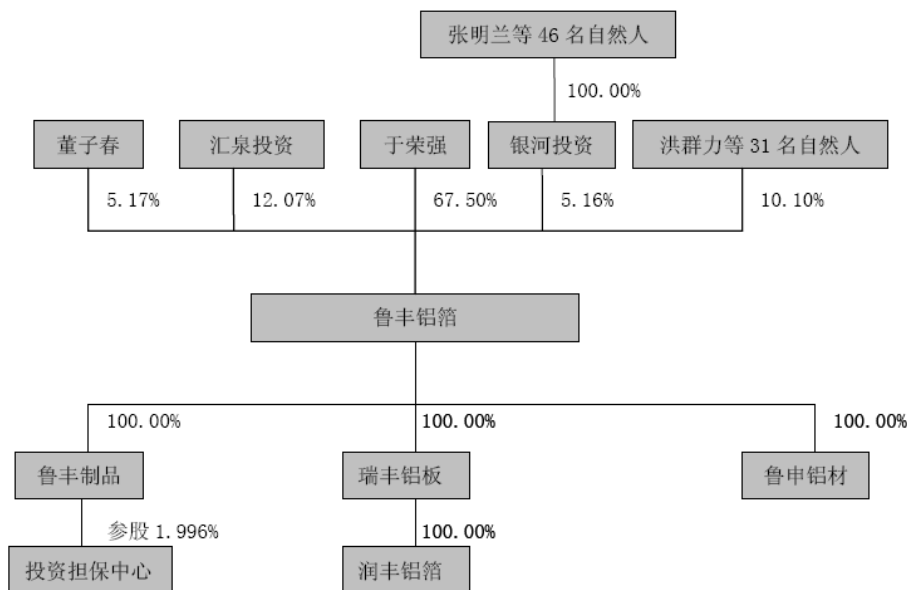 张明兰等 46 名自然人
100.00%
董子春
汇泉投资
于荣强
银河投资
洪群力等 31 名自然人
5.17%
12.07%
67.50%
5.16%
10.10%
鲁丰铝箔
100.00%
100.00%
100.00%
鲁丰制品
瑞丰铝板
鲁申铝材
参股 1.996%
100.00%
投资担保中心
润丰铝箔